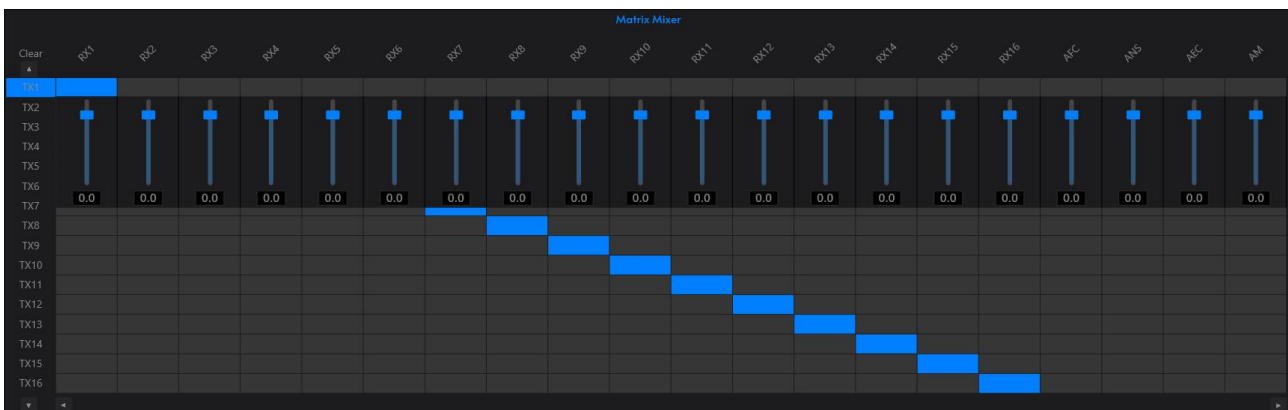 Matrix Mixer
Clear RX1 RX2 RX3 RX4 RX5 RX6 RX7 RX8 RX9 RX10 RX11 RX12 RX13 RX14 RX15 RX16 AFC ANS AEC AM
TX1
TX2
TX3
TX4
TX5
TX6
0.0 0.0 0.0 0.0 0.0 0.0 0.0 0.0 0.0 0.0 0.0 0.0 0.0 0.0 0.0 0.0 0.0 0.0 0.0 0.0
TX7
TX8
TX9
TX10
TX11
TX12
TX13
TX14
TX15
TX16